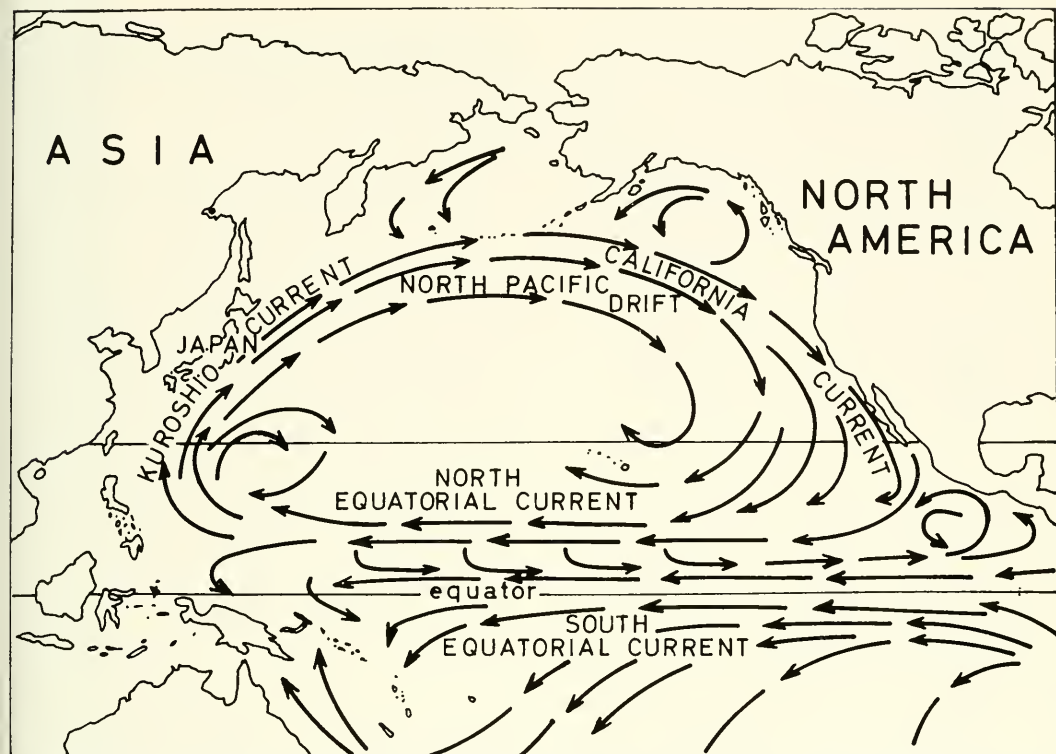 ASIA
NORTH
AMERICA
CALIFORNIA
CURRENT
NORTH PACIFIC
DRIFT
JAPAN CURRENT
KUROSHIO
NORTH
EQUATORIAL CURRENT
equator
SOUTH
EQUATORIAL CURRENT